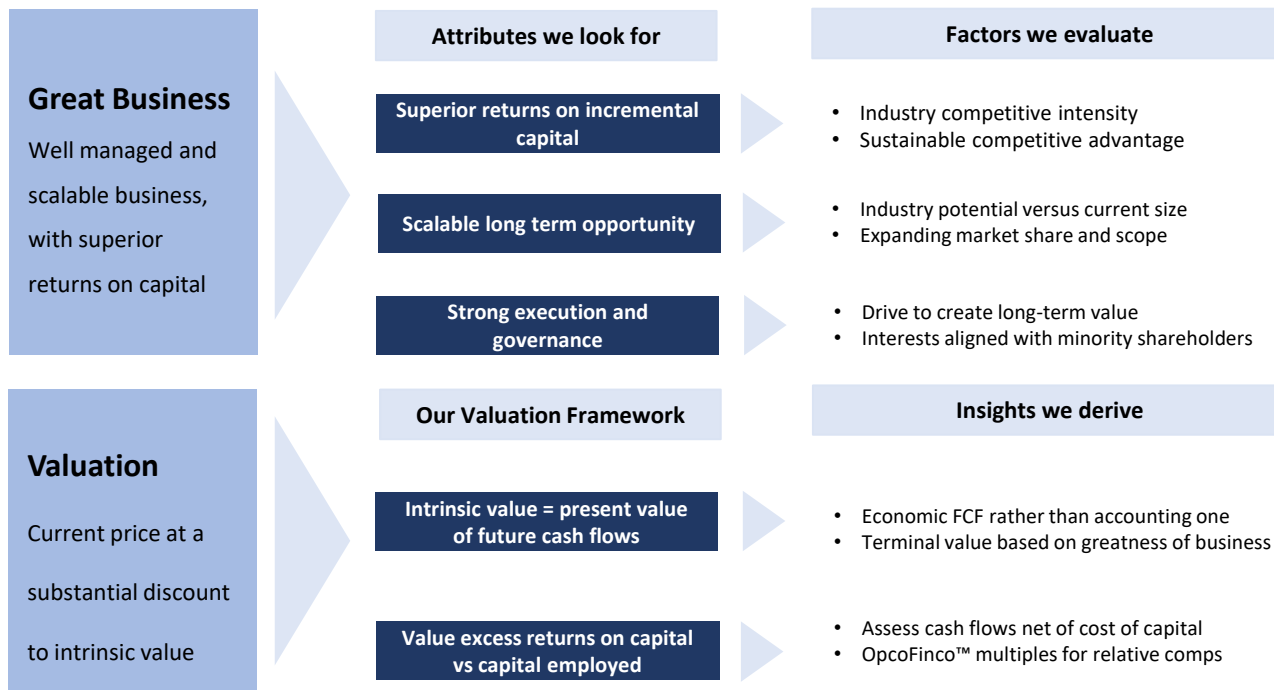 Great Business
Well managed and
scalable business,
with superior
returns on capital
Attributes we look for
Factors we evaluate
Superior returns on incremental
capital
• Industry competitive intensity
• Sustainable competitive advantage
Scalable long term opportunity
• Industry potential versus current size
• Expanding market share and scope
Strong execution and
governance
• Drive to create long-term value
• Interests aligned with minority shareholders
Valuation
Current price at a
substantial discount
to intrinsic value
Our Valuation Framework
Insights we derive
Intrinsic value = present value
of future cash flows
• Economic FCF rather than accounting one
• Terminal value based on greatness of business
Value excess returns on capital
vs capital employed
• Assess cash flows net of cost of capital
• OpcoFinco™ multiples for relative comps